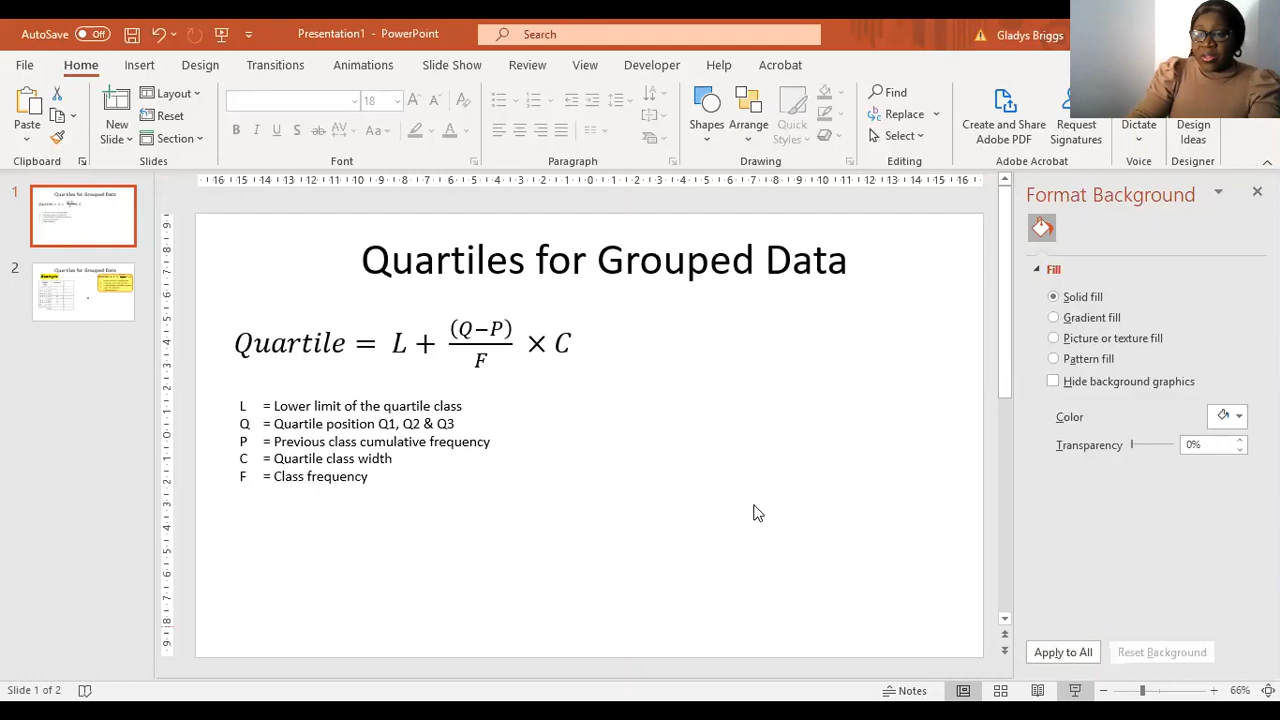 AutoSave Off Presentation1 - PowerPoint Search Gladys Briggs
File Home Insert Design Transitions Animations Slide Show Review View Developer Help Acrobat
Paste
New Slide
Layout
Reset
Section
18
B I U S ab AV Aa A
Shapes
Arrange
Quick Styles
Find
Replace
Select
Create and Share Adobe PDF
Request Signatures
Dictate
Design Ideas
Clipboard Slides Font Paragraph Drawing Editing Adobe Acrobat Voice Designer
1
2
Quartiles for Grouped Data
Quartile = L + (Q−P) / F × C
L = Lower limit of the quartile class
Q = Quartile position Q1, Q2 & Q3
P = Previous class cumulative frequency
C = Quartile class width
F = Class frequency
Format Background
Fill
Solid fill
Gradient fill
Picture or texture fill
Pattern fill
Hide background graphics
Color
Transparency 0%
Apply to All Reset Background
Slide 1 of 2 Notes 66%